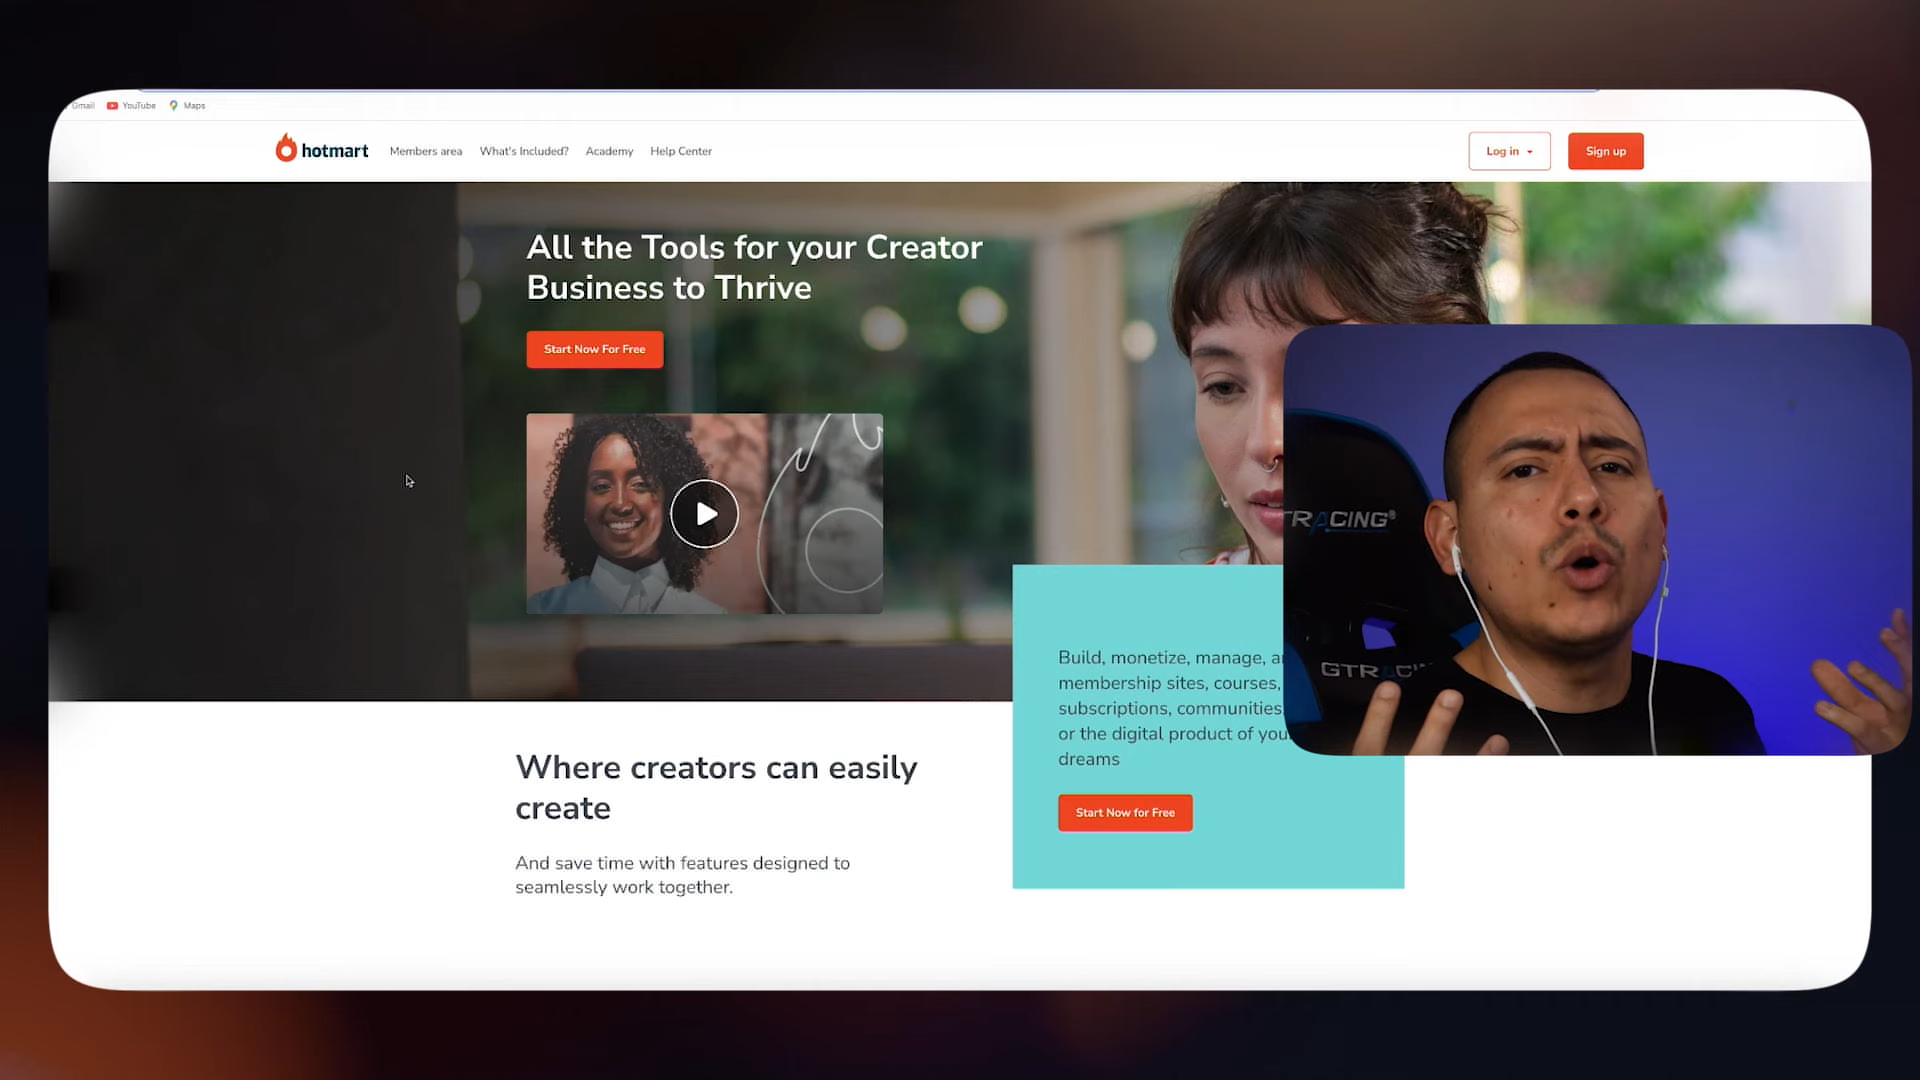 Gmail YouTube Maps
hotmart Members area What's Included? Academy Help Center Log in Sign up
All the Tools for your Creator
Business to Thrive
Start Now For Free
Build, monetize, manage,
membership sites, courses,
subscriptions, communities
or the digital product of
dreams
Start Now for Free
Where creators can easily
create
And save time with features designed to
seamlessly work together.
TRACING®
GTRACI